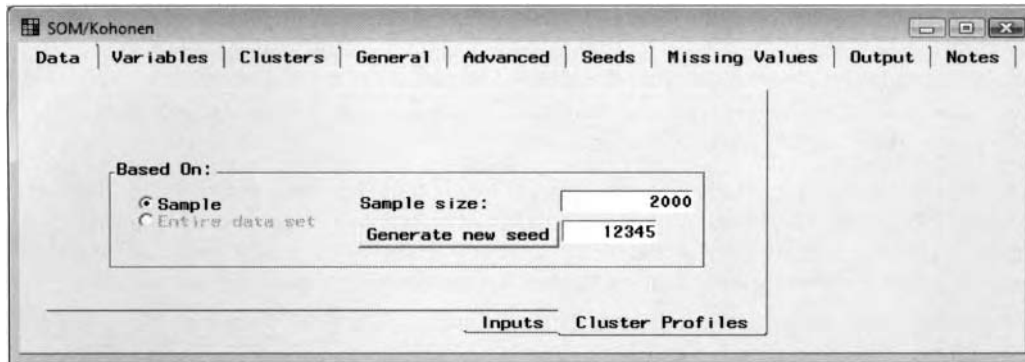 SOM/Kohonen
Data Variables Clusters General Advanced Seeds Missing Values Output Notes
Based On:
Sample Sample size: 2000
Entire data set
Generate new seed 12345
Inputs Cluster Profiles